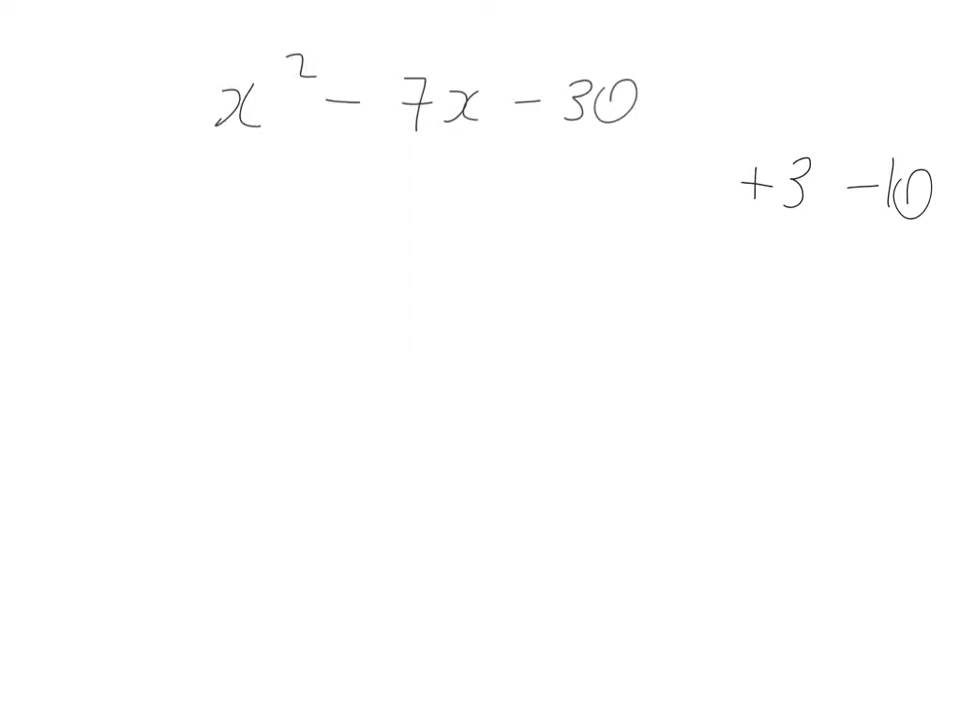 x² - 7x - 30
+3 -10